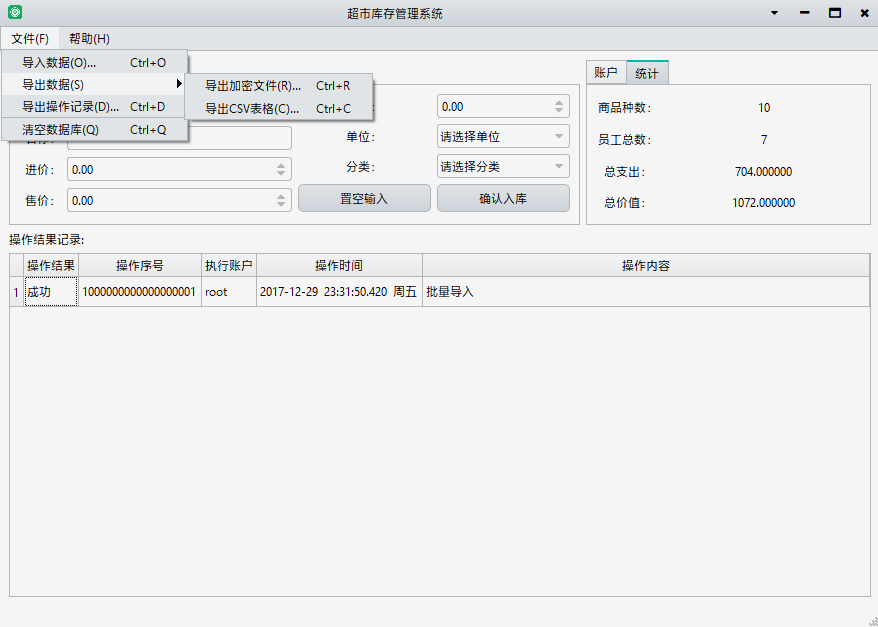 超市库存管理系统
文件(F) 帮助(H)
导入数据(O)... Ctrl+O
导出数据(S)
导出操作记录(D)... Ctrl+D
清空数据库(Q) Ctrl+Q
导出加密文件(R)... Ctrl+R
导出CSV表格(C)... Ctrl+C
0.00
单位: 请选择单位
进价: 0.00 分类: 请选择分类
售价: 0.00 置空输入 确认入库
账户 统计
商品种数: 10
员工总数: 7
总支出: 704.000000
总价值: 1072.000000
操作结果记录:
操作结果 操作序号 执行账户 操作时间 操作内容
1 成功 1000000000000000001 root 2017-12-29 23:31:50.420 周五 批量导入